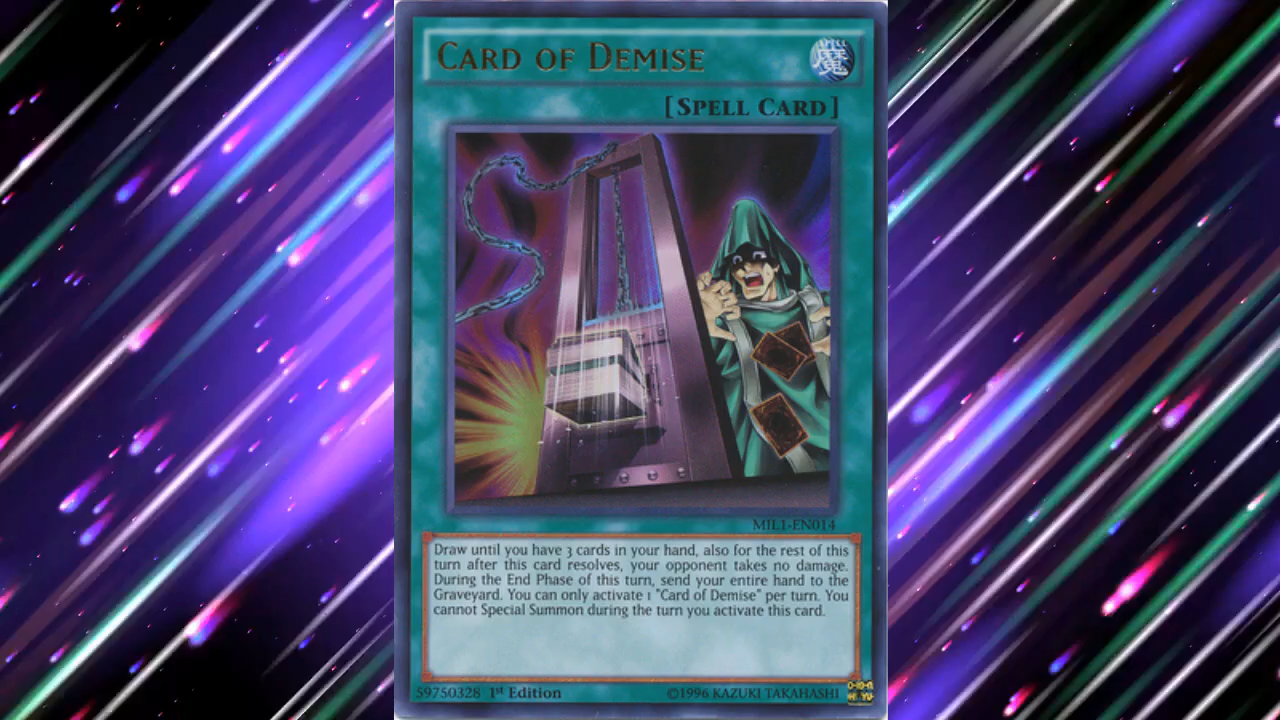 CARD OF DEMISE
魔
[SPELL CARD]
MIL1-EN014
Draw until you have 3 cards in your hand, also for the rest of this
turn after this card resolves, your opponent takes no damage.
During the End Phase of this turn, send your entire hand to the
Graveyard. You can only activate 1 "Card of Demise" per turn. You
cannot Special Summon during the turn you activate this card.
59750328 1st Edition ©1996 KAZUKI TAKAHASHI